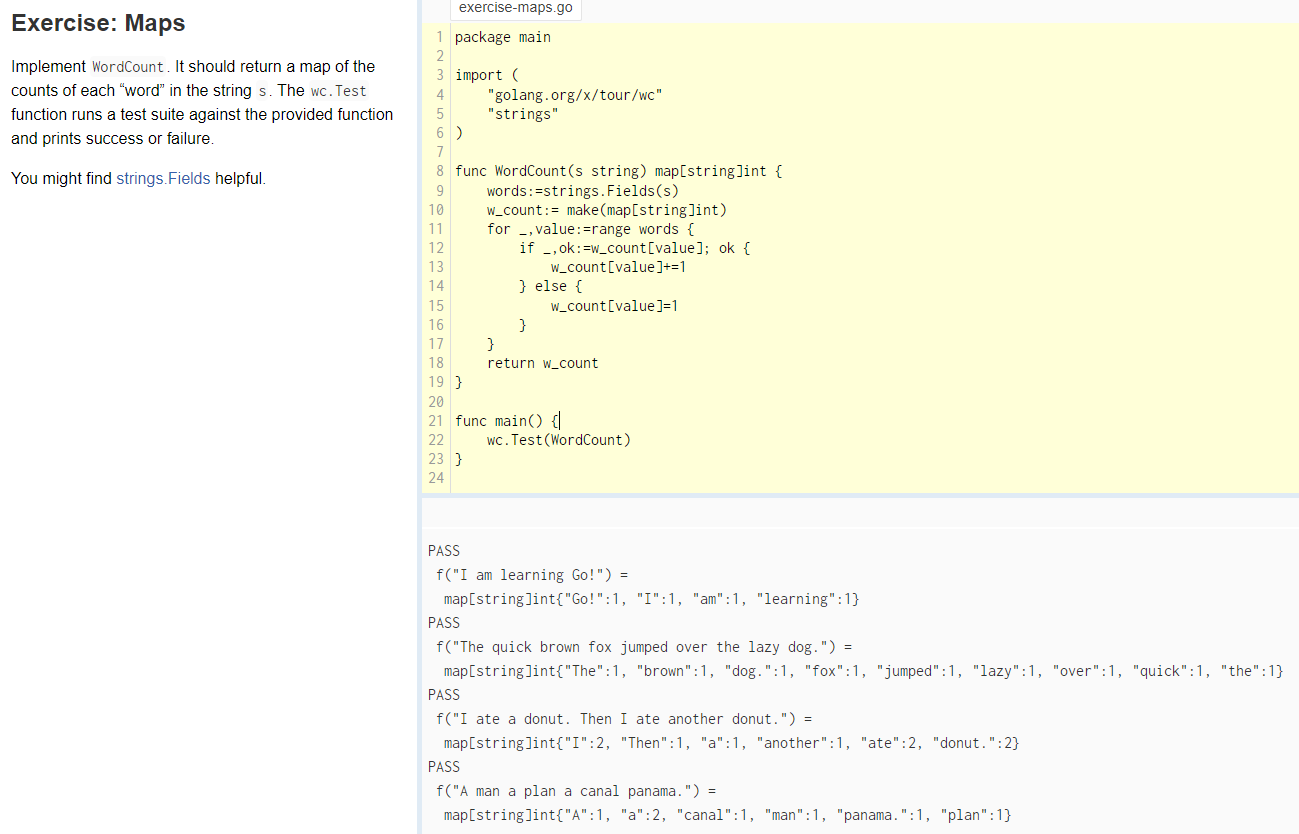 Exercise: Maps
Implement WordCount. It should return a map of the
counts of each “word” in the string s. The wc.Test
function runs a test suite against the provided function
and prints success or failure.
You might find strings.Fields helpful.
exercise-maps.go
1 package main
2
3 import (
4     "golang.org/x/tour/wc"
5     "strings"
6 )
7
8 func WordCount(s string) map[string]int {
9     words:=strings.Fields(s)
10     w_count:= make(map[string]int)
11     for _,value:=range words {
12         if _,ok:=w_count[value]; ok {
13             w_count[value]+=1
14         } else {
15             w_count[value]=1
16         }
17     }
18     return w_count
19 }
20
21 func main() {
22     wc.Test(WordCount)
23 }
24
PASS
 f("I am learning Go!") =
  map[string]int{"Go!":1, "I":1, "am":1, "learning":1}
PASS
 f("The quick brown fox jumped over the lazy dog.") =
  map[string]int{"The":1, "brown":1, "dog.":1, "fox":1, "jumped":1, "lazy":1, "over":1, "quick":1, "the":1}
PASS
 f("I ate a donut. Then I ate another donut.") =
  map[string]int{"I":2, "Then":1, "a":1, "another":1, "ate":2, "donut.":2}
PASS
 f("A man a plan a canal panama.") =
  map[string]int{"A":1, "a":2, "canal":1, "man":1, "panama.":1, "plan":1}